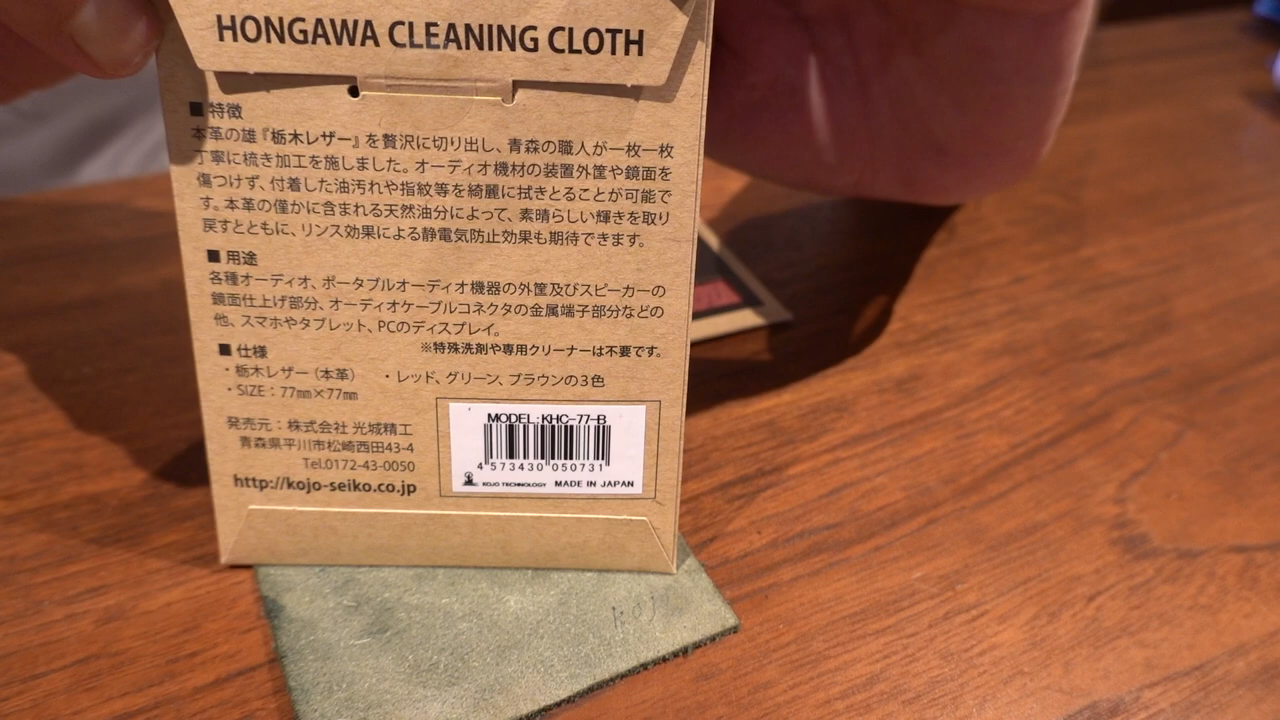 HONGAWA CLEANING CLOTH
■ 特徴
本革の雄『栃木レザー』を贅沢に切り出し、青森の職人が一枚一枚
丁寧に梳き加工を施しました。オーディオ機材の装置外筐や鏡面を
傷つけず、付着した油汚れや指紋等を綺麗に拭きとることが可能で
す。本革の僅かに含まれる天然油分によって、素晴らしい輝きを取り
戻すとともに、リンス効果による静電気防止効果も期待できます。
■ 用途
各種オーディオ、ポータブルオーディオ機器の外筐及びスピーカーの
鏡面仕上げ部分、オーディオケーブルコネクタの金属端子部分などの
他、スマホやタブレット、PCのディスプレイ。
※特殊洗剤や専用クリーナーは不要です。
■ 仕様
・栃木レザー（本革） ・レッド、グリーン、ブラウンの3色
・SIZE：77㎜×77㎜
発売元：株式会社 光城精工
青森県平川市松崎西田43-4
Tel.0172-43-0050
http://kojo-seiko.co.jp
MODEL:KHC-77-B
4 573430 050731
KOJO TECHNOLOGY MADE IN JAPAN